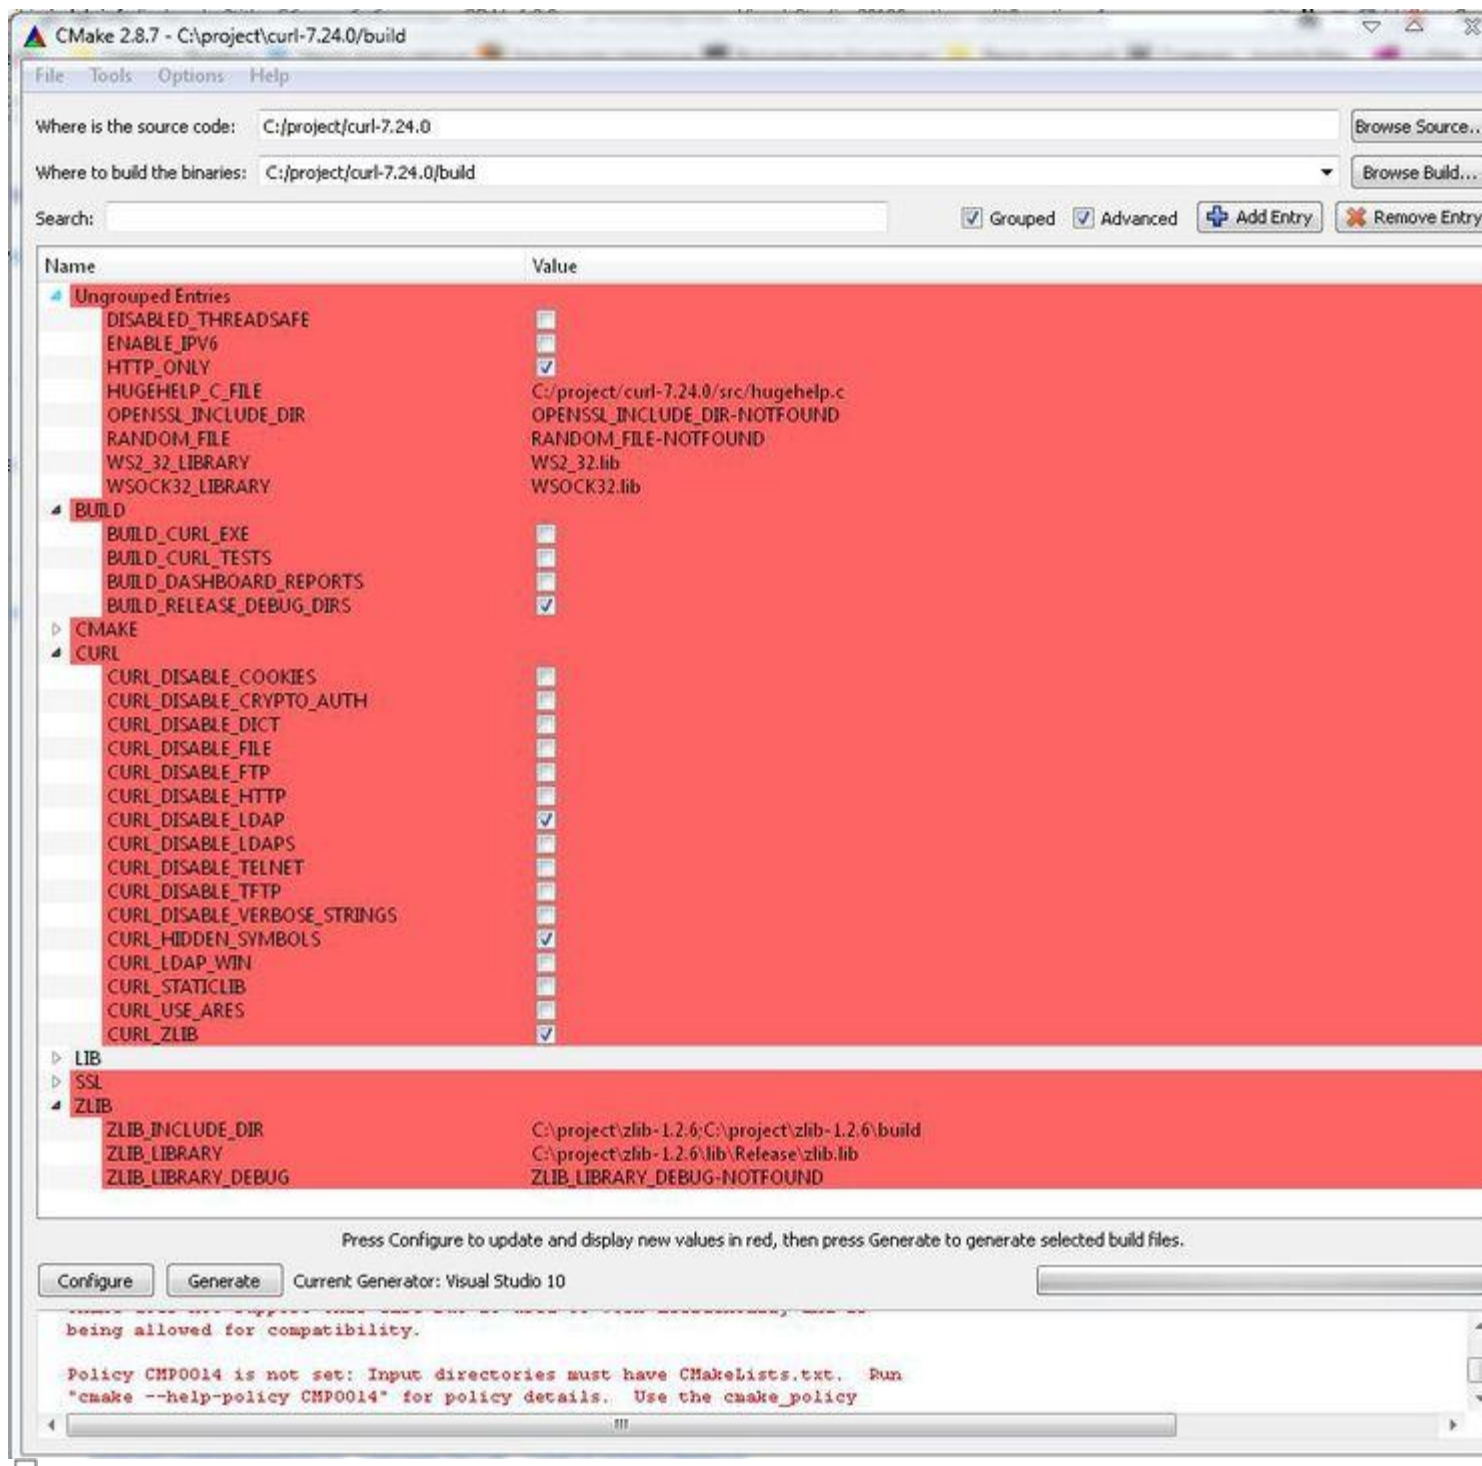 CMake 2.8.7 - C:\project\curl-7.24.0/build
File Tools Options Help
Where is the source code: C:/project/curl-7.24.0 Browse Source...
Where to build the binaries: C:/project/curl-7.24.0/build Browse Build...
Search: Grouped Advanced Add Entry Remove Entry
Name Value
Ungrouped Entries
DISABLED_THREADSAFE
ENABLE_IPV6
HTTP_ONLY
HUGEHELP_C_FILE C:/project/curl-7.24.0/src/hugehelp.c
OPENSSL_INCLUDE_DIR OPENSSL_INCLUDE_DIR-NOTFOUND
RANDOM_FILE RANDOM_FILE-NOTFOUND
WS2_32_LIBRARY WS2_32.lib
WSOCK32_LIBRARY WSOCK32.lib
BUILD
BUILD_CURL_EXE
BUILD_CURL_TESTS
BUILD_DASHBOARD_REPORTS
BUILD_RELEASE_DEBUG_DIRS
CMAKE
CURL
CURL_DISABLE_COOKIES
CURL_DISABLE_CRYPTO_AUTH
CURL_DISABLE_DICT
CURL_DISABLE_FILE
CURL_DISABLE_FTP
CURL_DISABLE_HTTP
CURL_DISABLE_LDAP
CURL_DISABLE_LDAPS
CURL_DISABLE_TELNET
CURL_DISABLE_TFTP
CURL_DISABLE_VERBOSE_STRINGS
CURL_HIDDEN_SYMBOLS
CURL_LDAP_WIN
CURL_STATICLIB
CURL_USE_ARES
CURL_ZLIB
LIB
SSL
ZLIB
ZLIB_INCLUDE_DIR C:\project\zlib-1.2.6;C:\project\zlib-1.2.6\build
ZLIB_LIBRARY C:\project\zlib-1.2.6\lib\Release\zlib.lib
ZLIB_LIBRARY_DEBUG ZLIB_LIBRARY_DEBUG-NOTFOUND
Press Configure to update and display new values in red, then press Generate to generate selected build files.
Configure Generate Current Generator: Visual Studio 10
being allowed for compatibility.
Policy CMP0014 is not set: Input directories must have CMakeLists.txt. Run
"cmake --help-policy CMP0014" for policy details. Use the cmake_policy